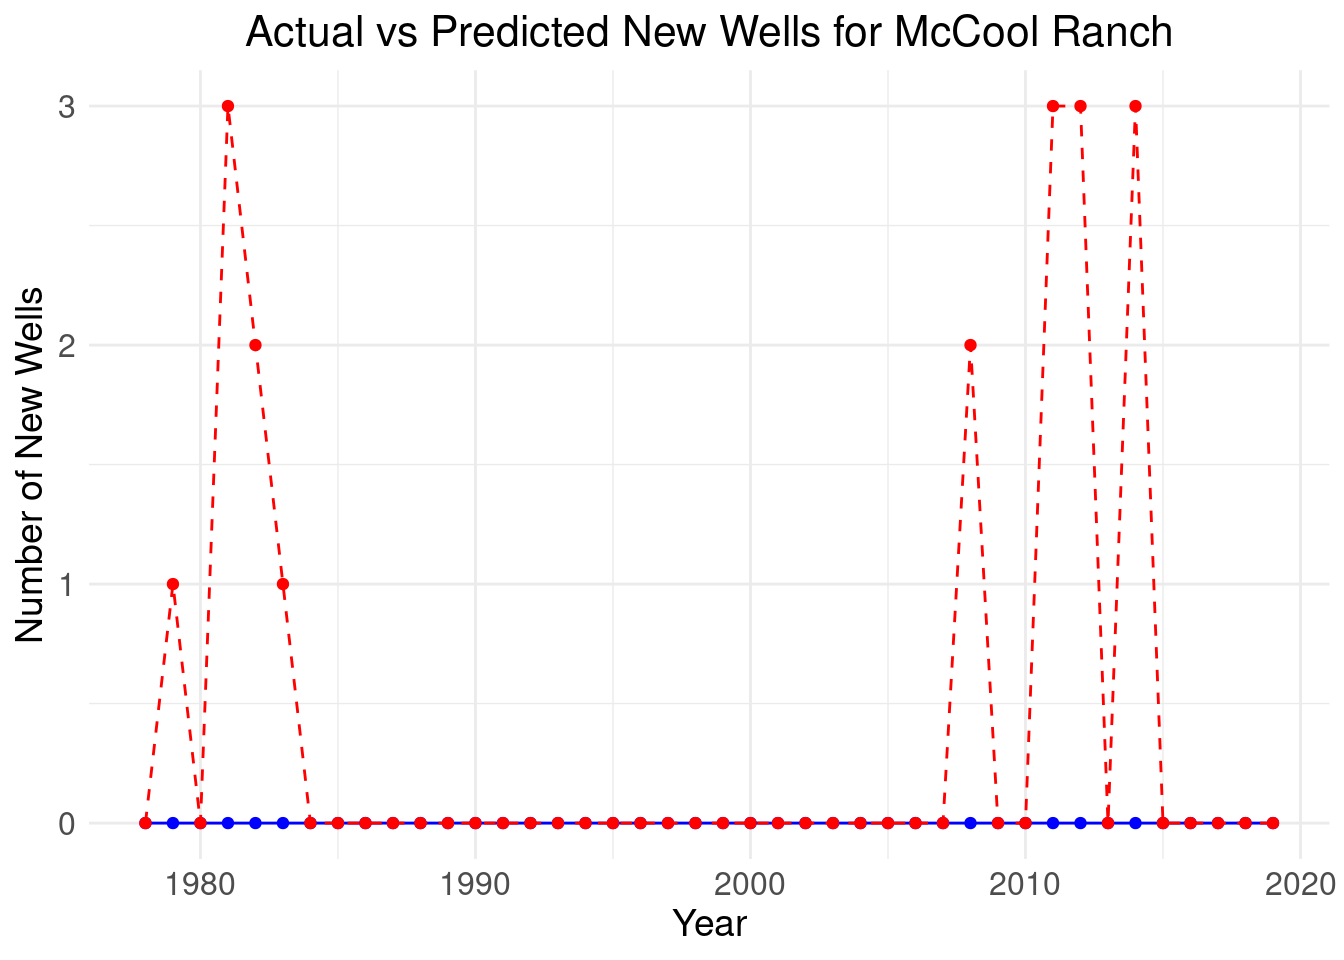 Actual vs Predicted New Wells for McCool Ranch
3
2
1
0
Number of New Wells
1980 1990 2000 2010 2020
Year